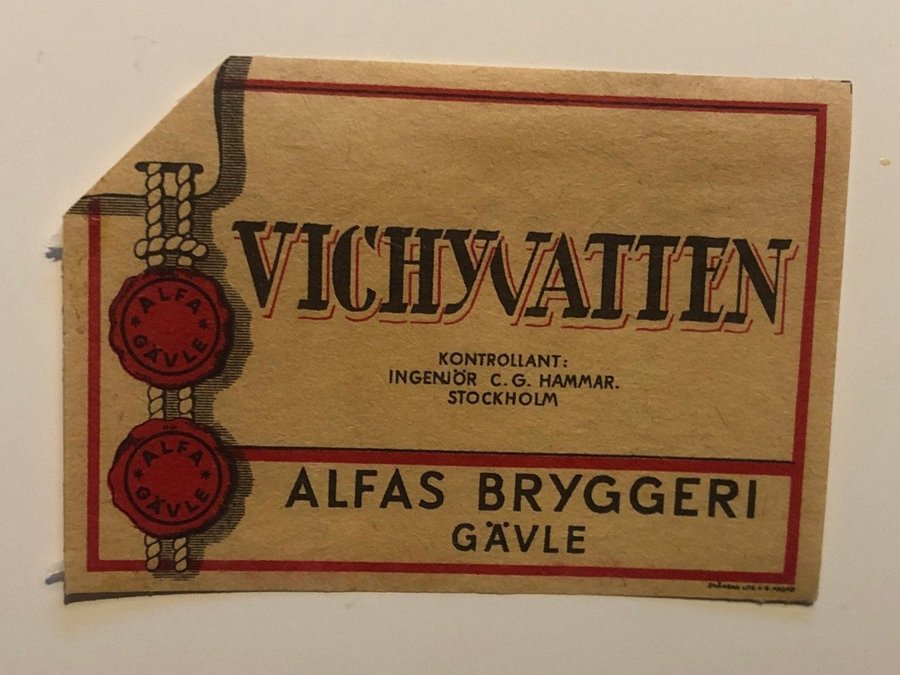 VICHYVATTEN
KONTROLLANT:
INGENJÖR C. G. HAMMAR.
STOCKHOLM
ALFAS BRYGGERI
GÄVLE
* ALFA *
GÄVLE
* ALFA *
GÄVLE